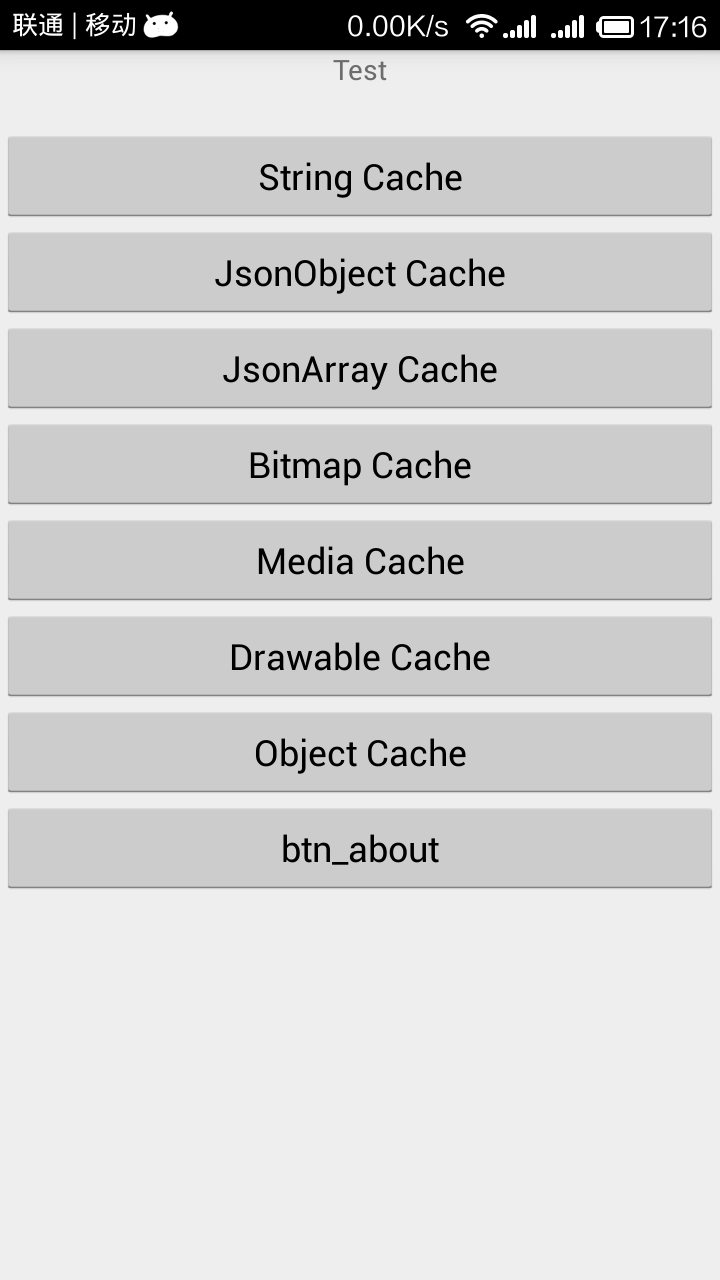 联通 | 移动 0.00K/s 17:16
Test
String Cache
JsonObject Cache
JsonArray Cache
Bitmap Cache
Media Cache
Drawable Cache
Object Cache
btn_about